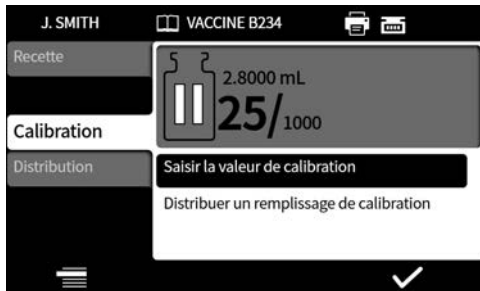 J. SMITH
VACCINE B234
Recette
2.8000 mL
25/1000
Calibration
Distribution
Saisir la valeur de calibration
Distribuer un remplissage de calibration